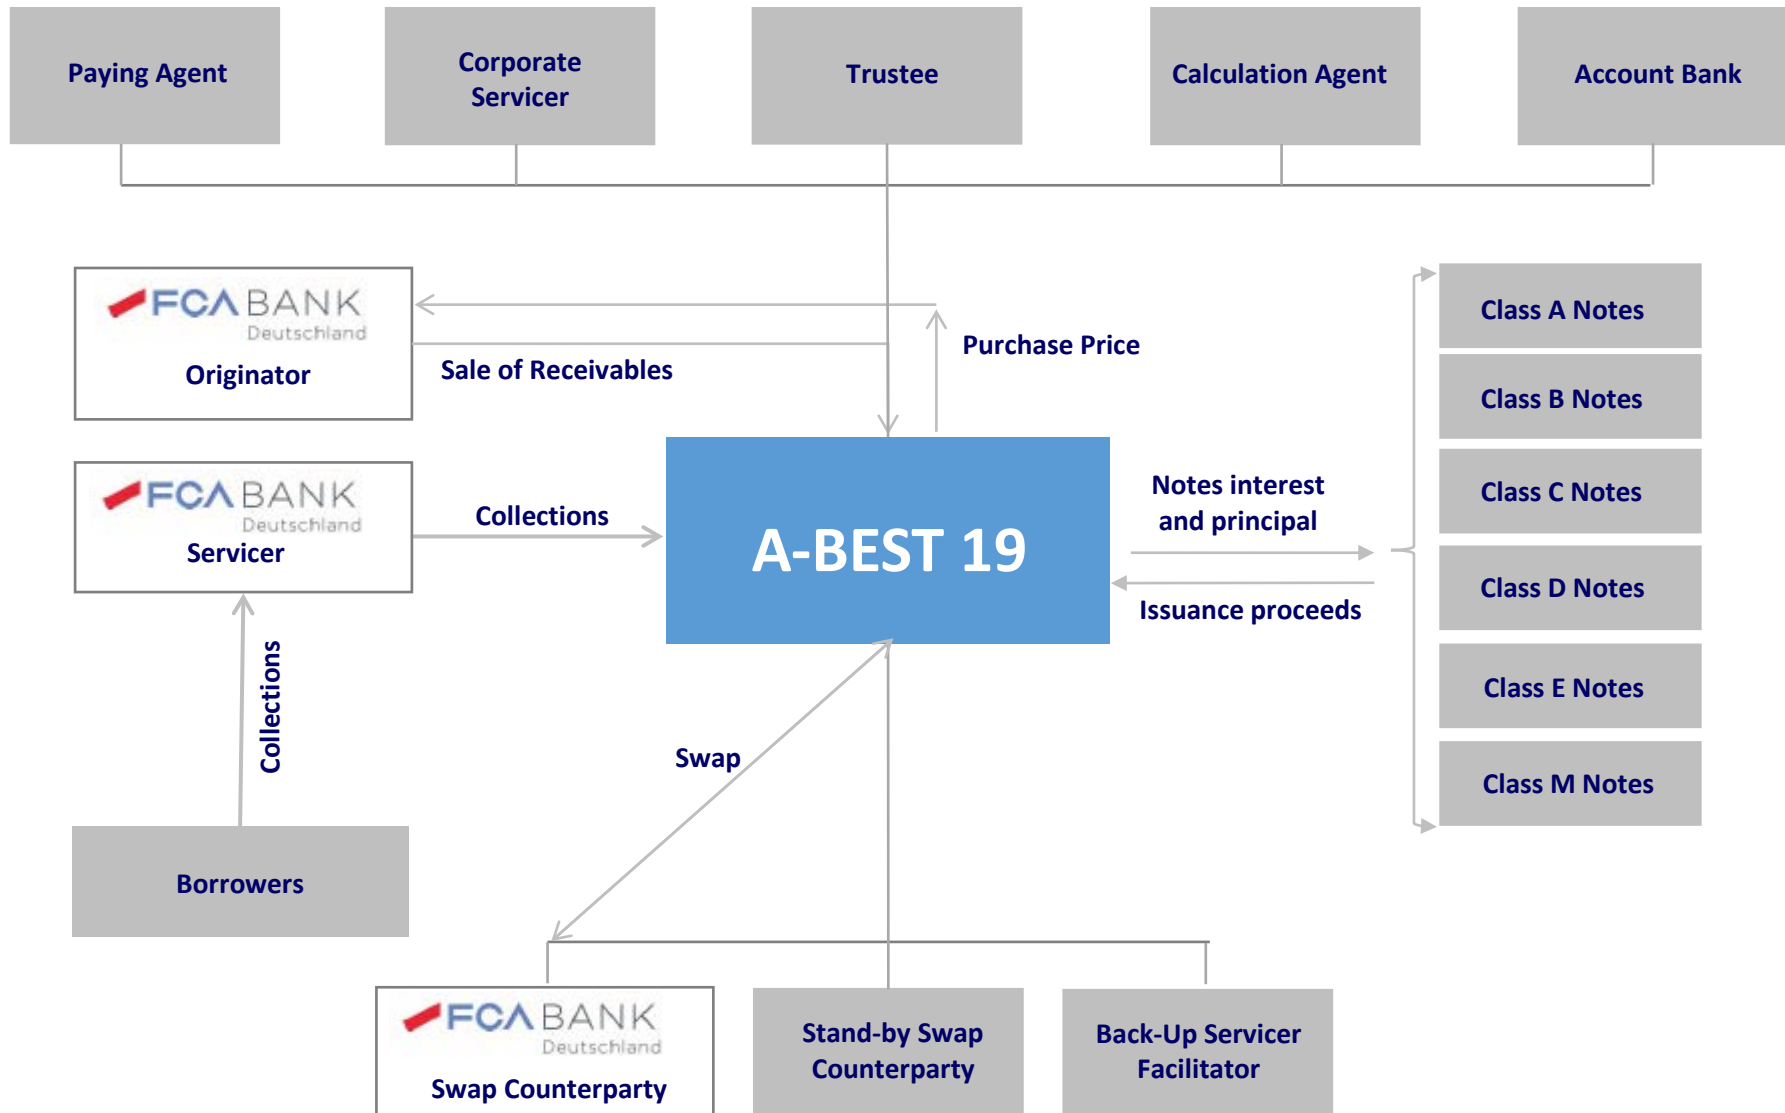 Paying Agent
Corporate
Servicer
Trustee
Calculation Agent
Account Bank
FCA BANK
Deutschland
Originator
Sale of Receivables
Purchase Price
Class A Notes
Class B Notes
Class C Notes
Class D Notes
Class E Notes
Class M Notes
FCA BANK
Deutschland
Servicer
Collections
A-BEST 19
Notes interest
and principal
Issuance proceeds
Collections
Swap
Borrowers
FCA BANK
Deutschland
Swap Counterparty
Stand-by Swap
Counterparty
Back-Up Servicer
Facilitator